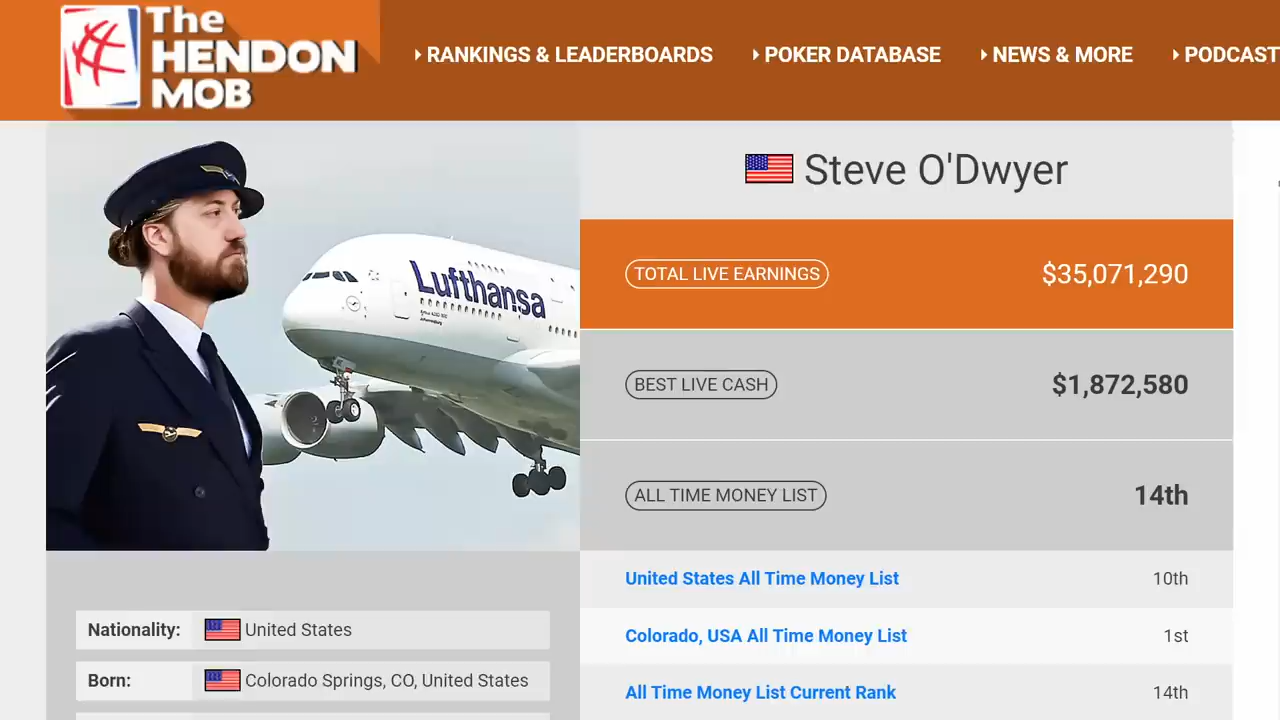 The
HENDON
MOB
RANKINGS & LEADERBOARDS
POKER DATABASE
NEWS & MORE
PODCAST
Steve O'Dwyer
TOTAL LIVE EARNINGS
$35,071,290
Lufthansa
BEST LIVE CASH
$1,872,580
ALL TIME MONEY LIST
14th
United States All Time Money List
10th
Nationality:
United States
Colorado, USA All Time Money List
1st
Born:
Colorado Springs, CO, United States
All Time Money List Current Rank
14th